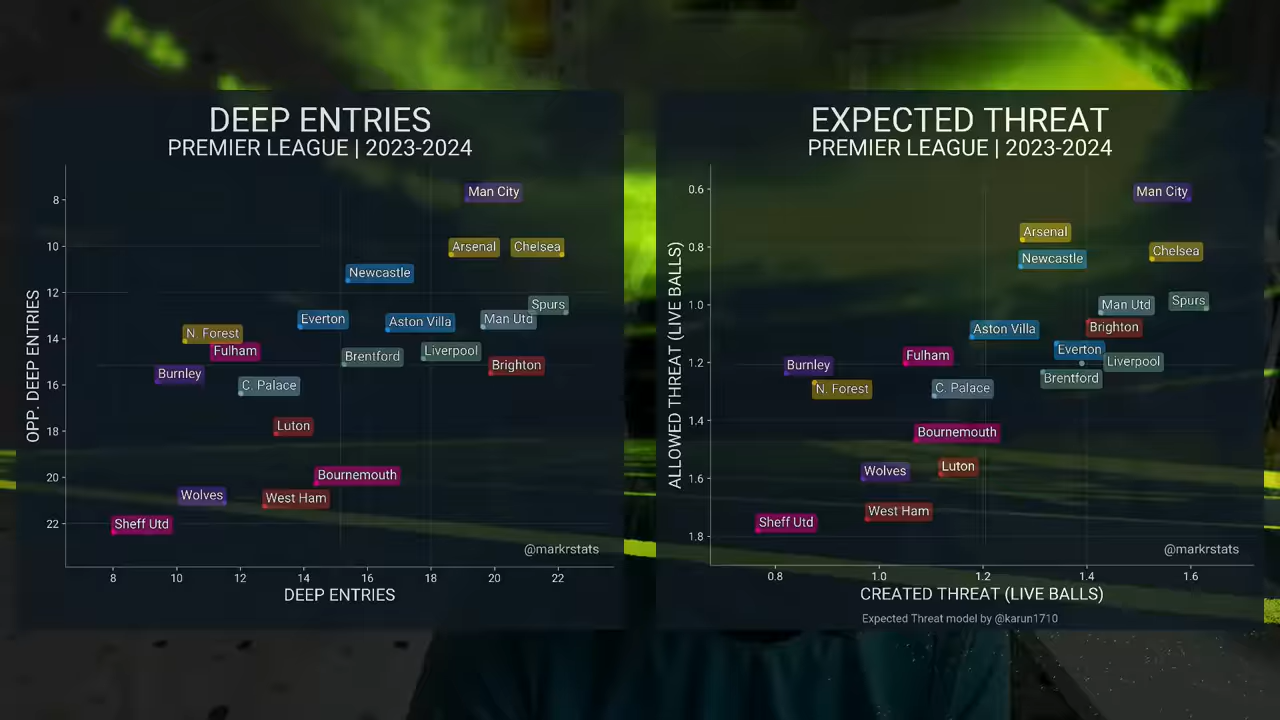 DEEP ENTRIES
PREMIER LEAGUE | 2023-2024
8
10
12
14
16
18
20
22
OPP. DEEP ENTRIES
Man City
Arsenal
Chelsea
Newcastle
Spurs
Everton
Aston Villa
Man Utd
N. Forest
Fulham
Brentford
Liverpool
Brighton
Burnley
C. Palace
Luton
Bournemouth
Wolves
West Ham
Sheff Utd
@markrstats
8
10
12
14
16
18
20
22
DEEP ENTRIES
EXPECTED THREAT
PREMIER LEAGUE | 2023-2024
0.6
0.8
1.0
1.2
1.4
1.6
1.8
ALLOWED THREAT (LIVE BALLS)
Man City
Arsenal
Chelsea
Newcastle
Spurs
Man Utd
Aston Villa
Brighton
Everton
Fulham
Liverpool
Burnley
Brentford
N. Forest
C. Palace
Bournemouth
Luton
Wolves
West Ham
Sheff Utd
@markrstats
0.8
1.0
1.2
1.4
1.6
CREATED THREAT (LIVE BALLS)
Expected Threat model by @karun1710